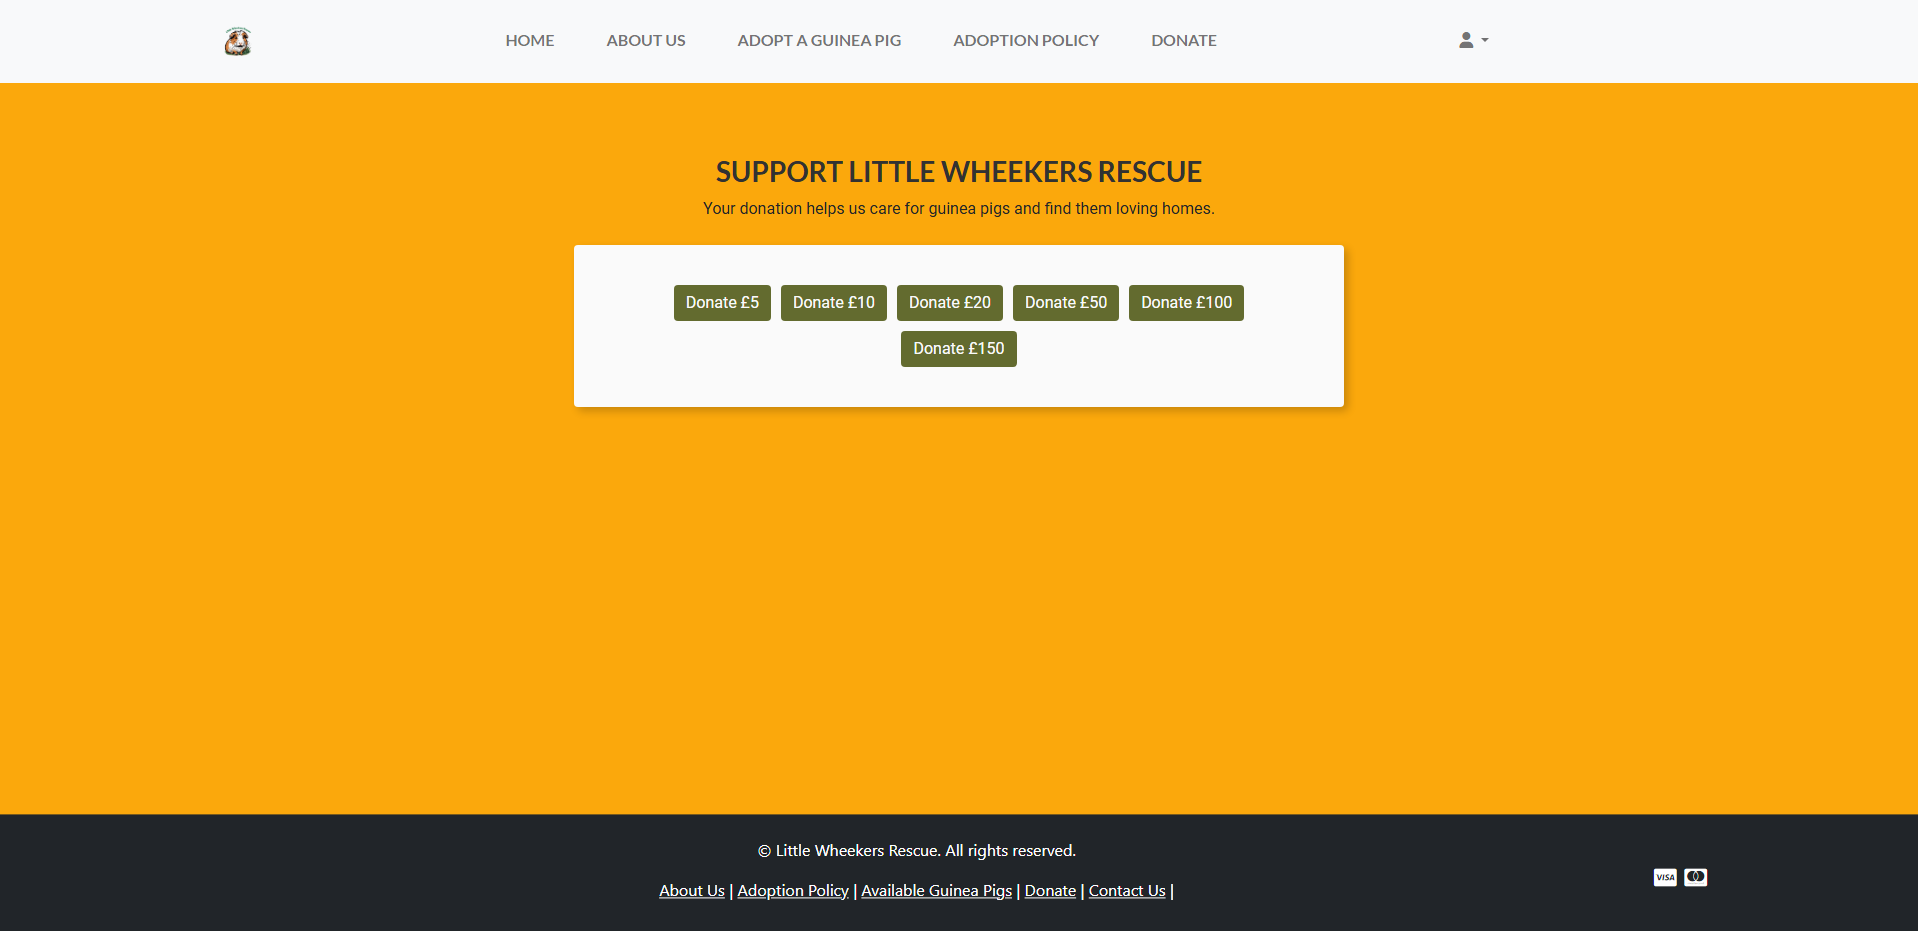 HOME ABOUT US ADOPT A GUINEA PIG ADOPTION POLICY DONATE
SUPPORT LITTLE WHEEKERS RESCUE
Your donation helps us care for guinea pigs and find them loving homes.
Donate £5 Donate £10 Donate £20 Donate £50 Donate £100
Donate £150
© Little Wheekers Rescue. All rights reserved.
About Us | Adoption Policy | Available Guinea Pigs | Donate | Contact Us |
VISA